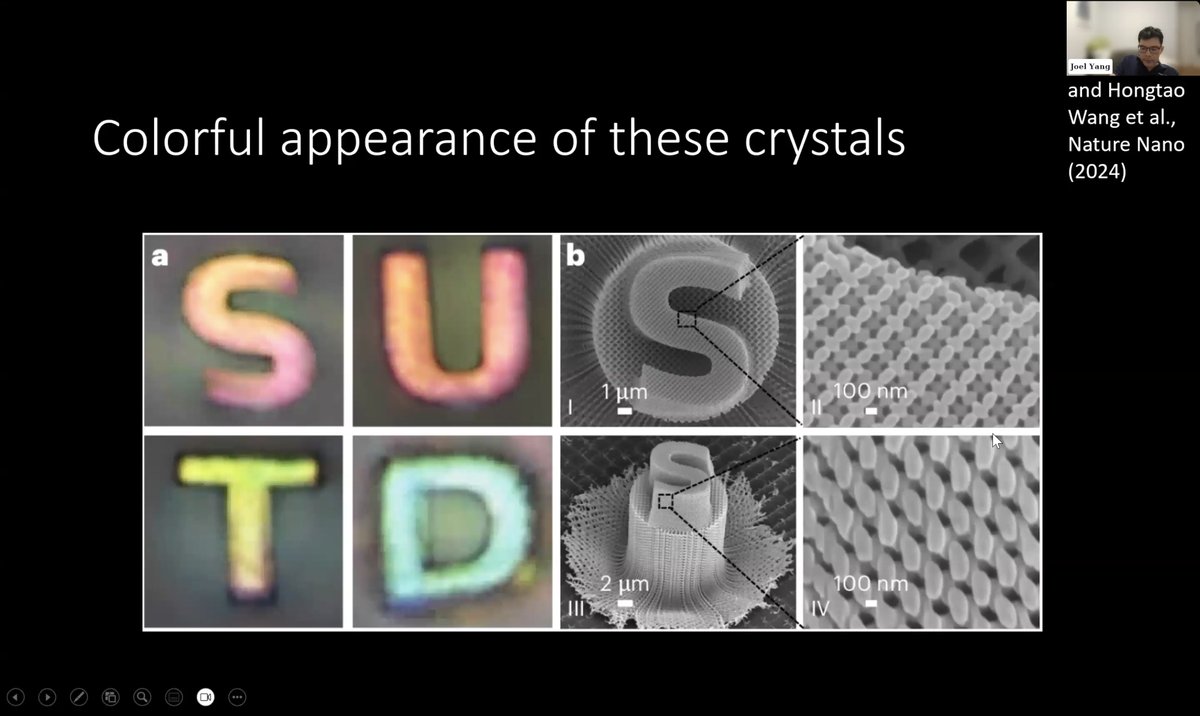 Joel Yang
and Hongtao
Wang et al.,
Nature Nano
(2024)
Colorful appearance of these crystals
a
S
U
b
S
1 μm
I
100 nm
II
T
D
S
2 μm
III
100 nm
IV